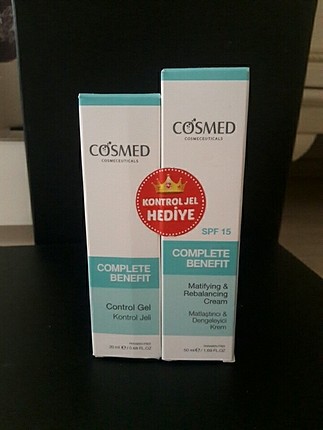 COSMED
COSMECEUTICALS
COMPLETE
BENEFIT
Control Gel
Kontrol Jeli
KONTROL JEL
HEDİYE
COSMED
COSMECEUTICALS
SPF 15
COMPLETE
BENEFIT
Matifying &
Rebalancing
Cream
Matlaştırıcı &
Dengeleyici
Krem